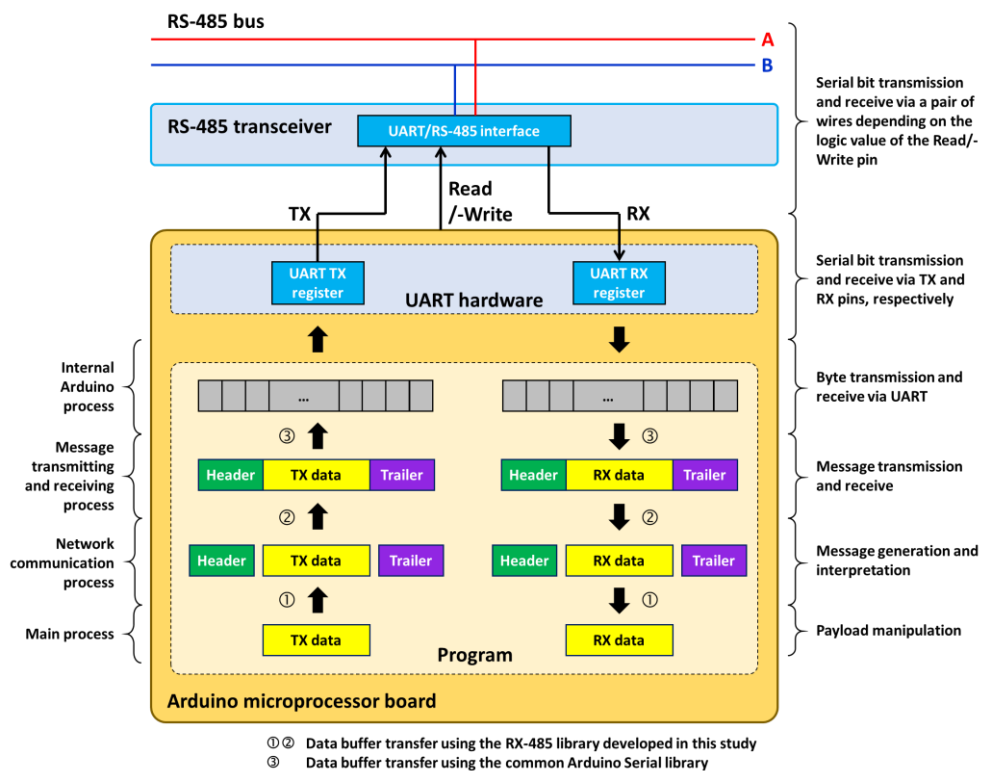 RS-485 bus
A
B
Serial bit transmission
and receive via a pair of
wires depending on the
logic value of the Read/-
Write pin
RS-485 transceiver
UART/RS-485 interface
TX
Read
/-Write
RX
UART TX
register
UART RX
register
UART hardware
Serial bit transmission
and receive via TX and
RX pins, respectively
Internal
Arduino
process
...
...
Byte transmission and
receive via UART
③
③
Message
transmitting
and receiving
process
Header
TX data
Trailer
Header
RX data
Trailer
Message transmission
and receive
②
②
Network
communication
process
Header
TX data
Trailer
Header
RX data
Trailer
Message generation and
interpretation
①
①
Main process
TX data
RX data
Payload manipulation
Program
Arduino microprocessor board
①② Data buffer transfer using the RX-485 library developed in this study
③ Data buffer transfer using the common Arduino Serial library